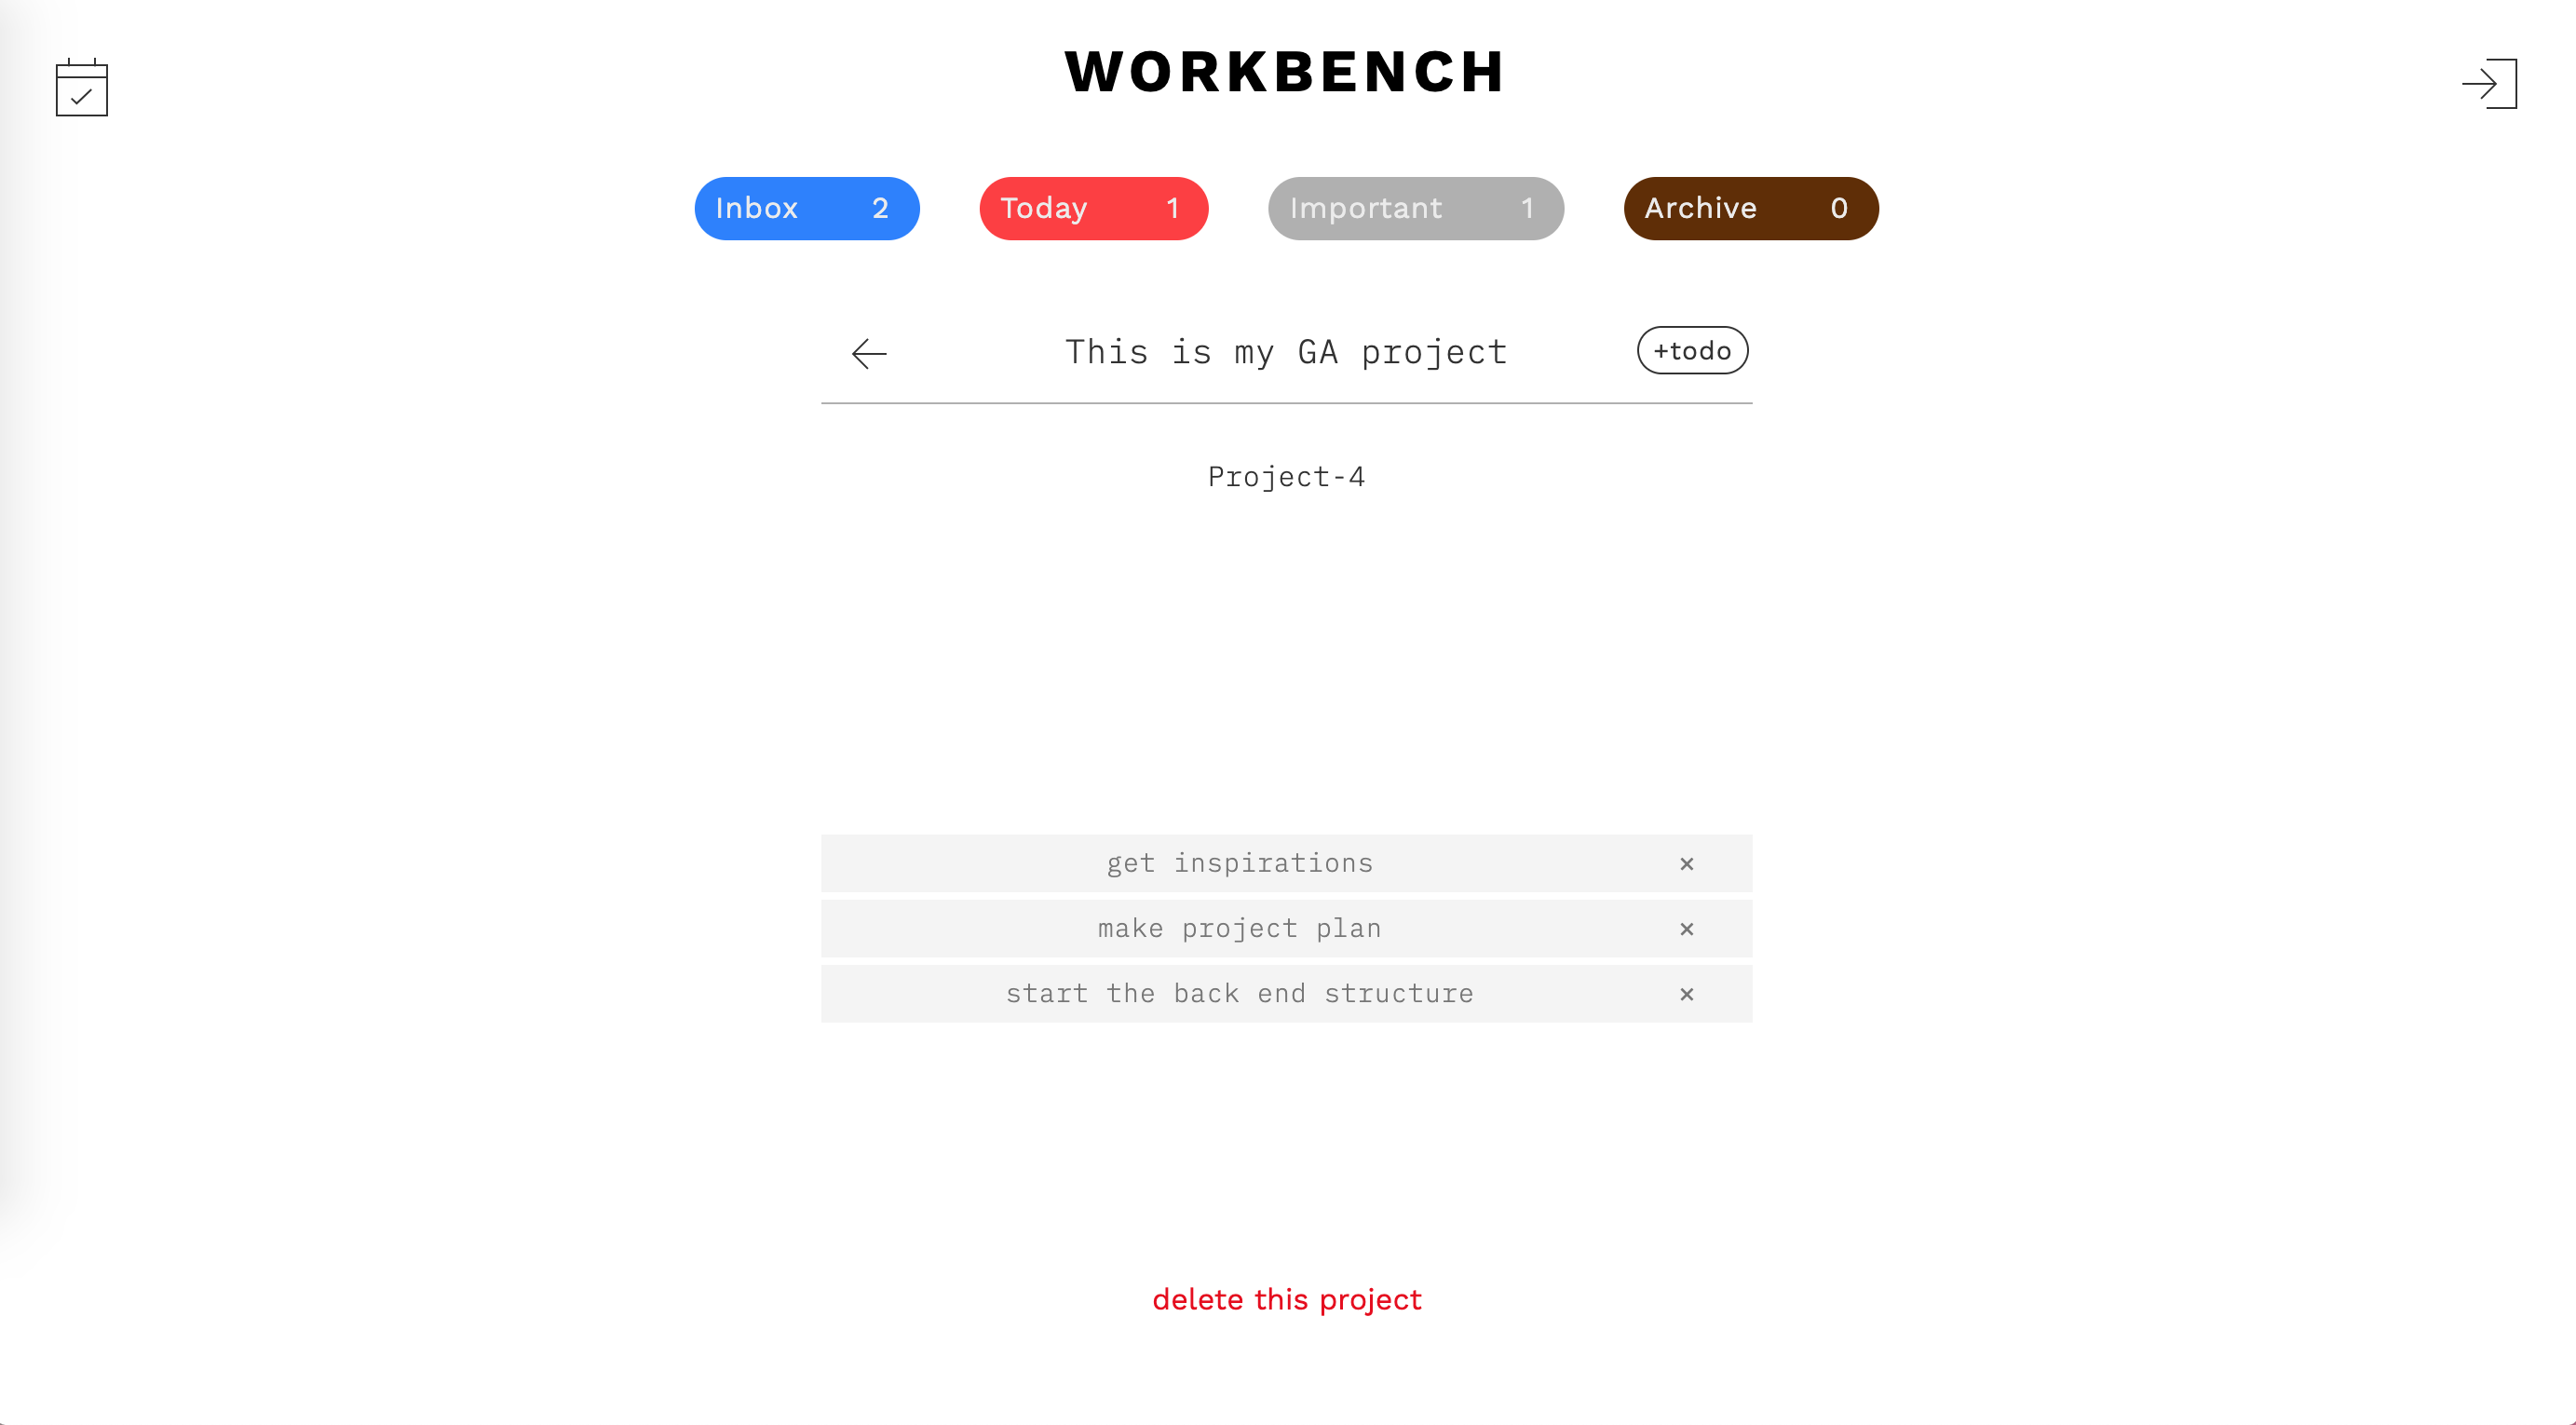 WORKBENCH
Inbox 2 Today 1 Important 1 Archive 0
This is my GA project +todo
Project-4
get inspirations ×
make project plan ×
start the back end structure ×
delete this project